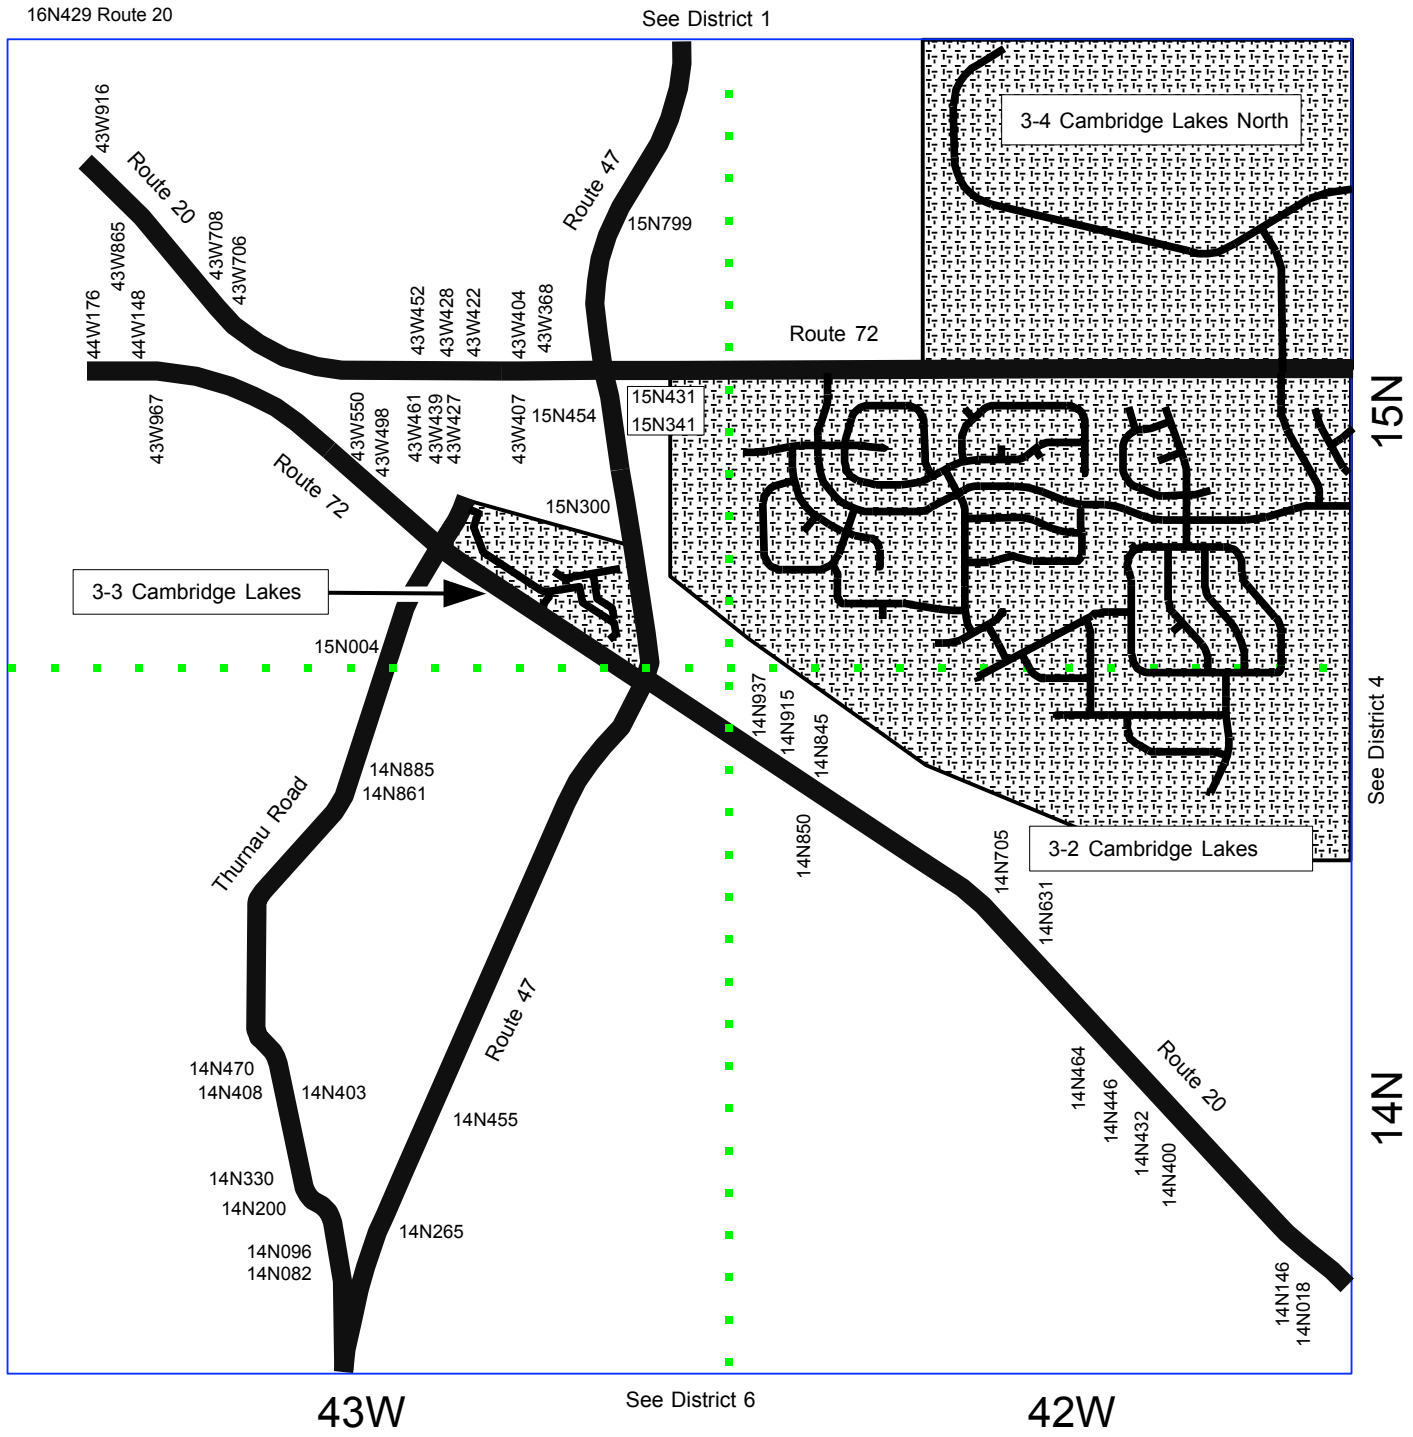 16N429 Route 20
See District 1
43W916
Route 20
Route 47
3-4 Cambridge Lakes North
15N799
43W865
43W708
43W706
44W176
44W148
43W452
43W428
43W422
43W404
43W368
Route 72
43W967
43W550
43W498
43W461
43W439
43W427
43W407
15N454
15N431
15N341
15N
Route 72
15N300
3-3 Cambridge Lakes
15N004
14N937
14N915
14N845
See District 4
14N885
14N861
Thurnau Road
14N850
14N705
3-2 Cambridge Lakes
14N631
Route 47
14N470
14N408
14N403
14N455
14N464
14N446
14N432
14N400
Route 20
14N
14N330
14N200
14N265
14N096
14N082
14N146
14N018
43W
See District 6
42W